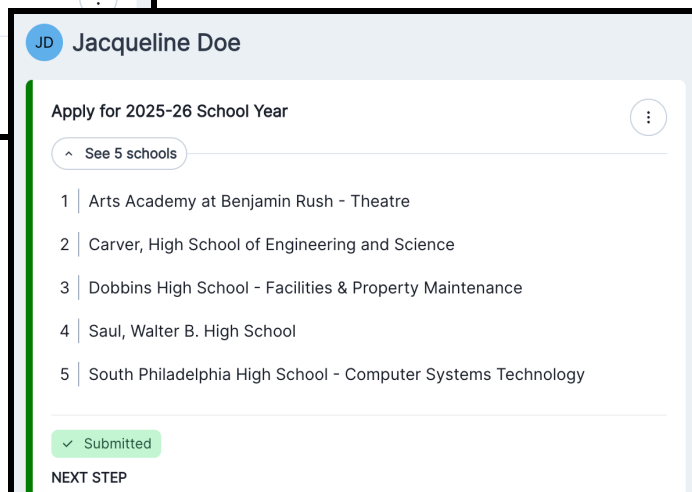 JD Jacqueline Doe
Apply for 2025-26 School Year
See 5 schools
1 Arts Academy at Benjamin Rush - Theatre
2 Carver, High School of Engineering and Science
3 Dobbins High School - Facilities & Property Maintenance
4 Saul, Walter B. High School
5 South Philadelphia High School - Computer Systems Technology
Submitted
NEXT STEP